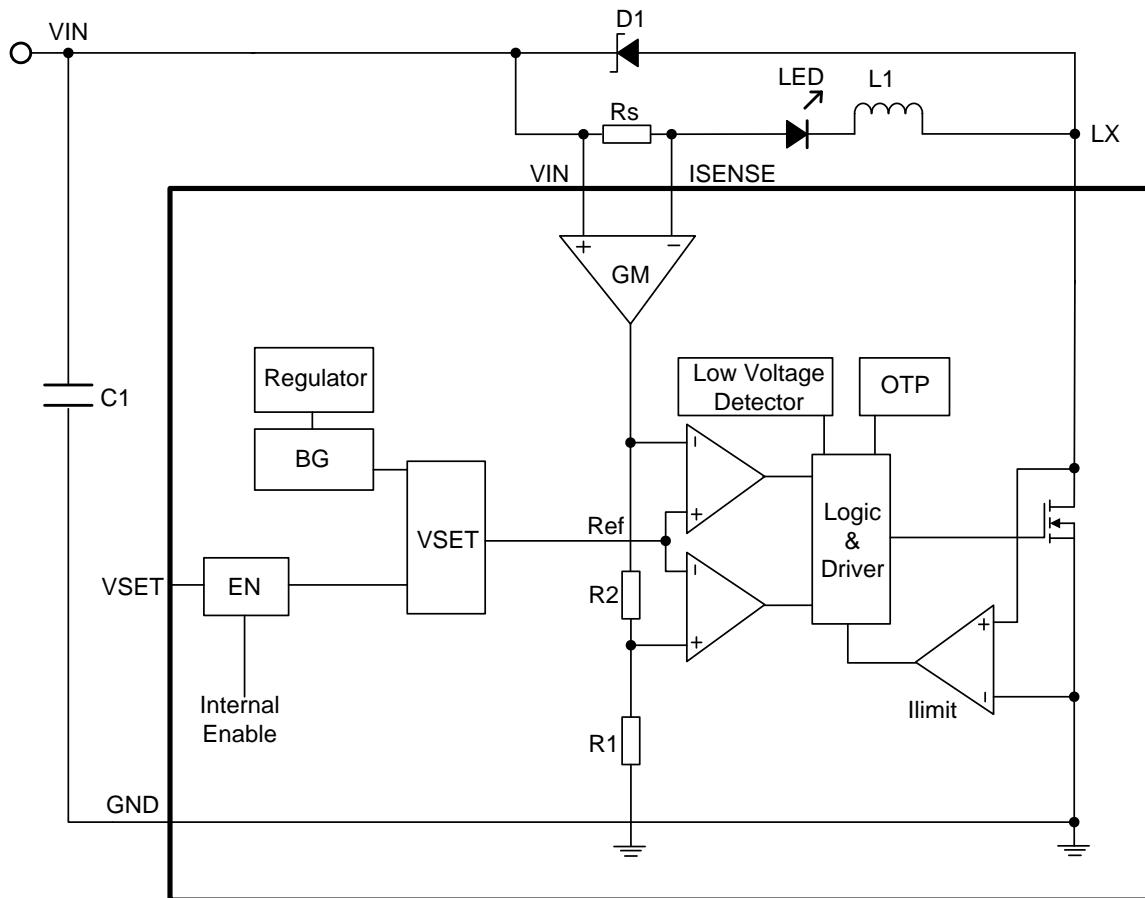 VIN
D1
LED
L1
Rs
LX
VIN
ISENSE
+
−
GM
Regulator
Low Voltage
Detector
OTP
C1
BG
VSET
Ref
Logic
&
Driver
VSET
EN
R2
Internal
Enable
Ilimit
R1
GND